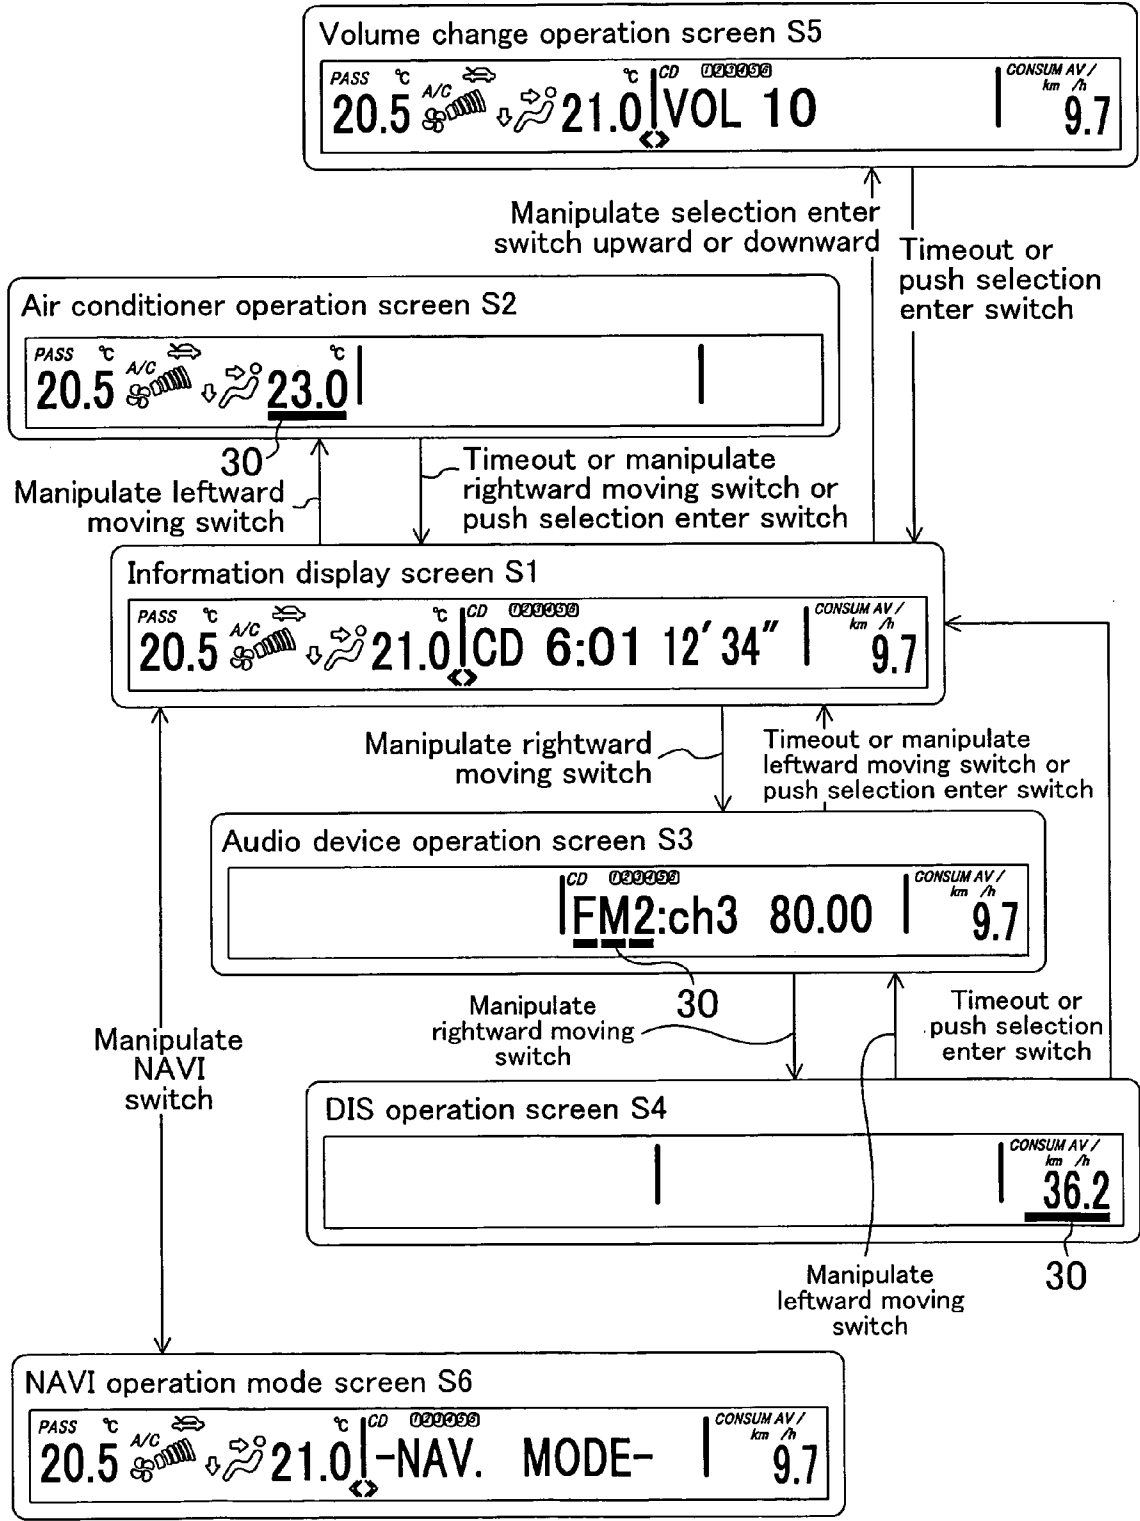 Volume change operation screen S5
PASS °C A/C °C CD 123456 CONSUM AV/
km /h
20.5 21.0 VOL 10 9.7
Manipulate selection enter
switch upward or downward
Timeout or
push selection
enter switch
Air conditioner operation screen S2
PASS °C A/C °C
20.5 23.0
30
Manipulate leftward
moving switch
Timeout or manipulate
rightward moving switch or
push selection enter switch
Information display screen S1
PASS °C A/C °C CD 123456 CONSUM AV/
km /h
20.5 21.0 CD 6:01 12′34″ 9.7
Manipulate rightward
moving switch
Timeout or manipulate
leftward moving switch or
push selection enter switch
Audio device operation screen S3
CD 123456 CONSUM AV/
km /h
FM2:ch3 80.00 9.7
30
Manipulate
rightward moving
switch
Timeout or
push selection
enter switch
Manipulate
NAVI
switch
DIS operation screen S4
CONSUM AV/
km /h
36.2
30
Manipulate
leftward moving
switch
NAVI operation mode screen S6
PASS °C A/C °C CD 123456 CONSUM AV/
km /h
20.5 21.0 -NAV. MODE- 9.7